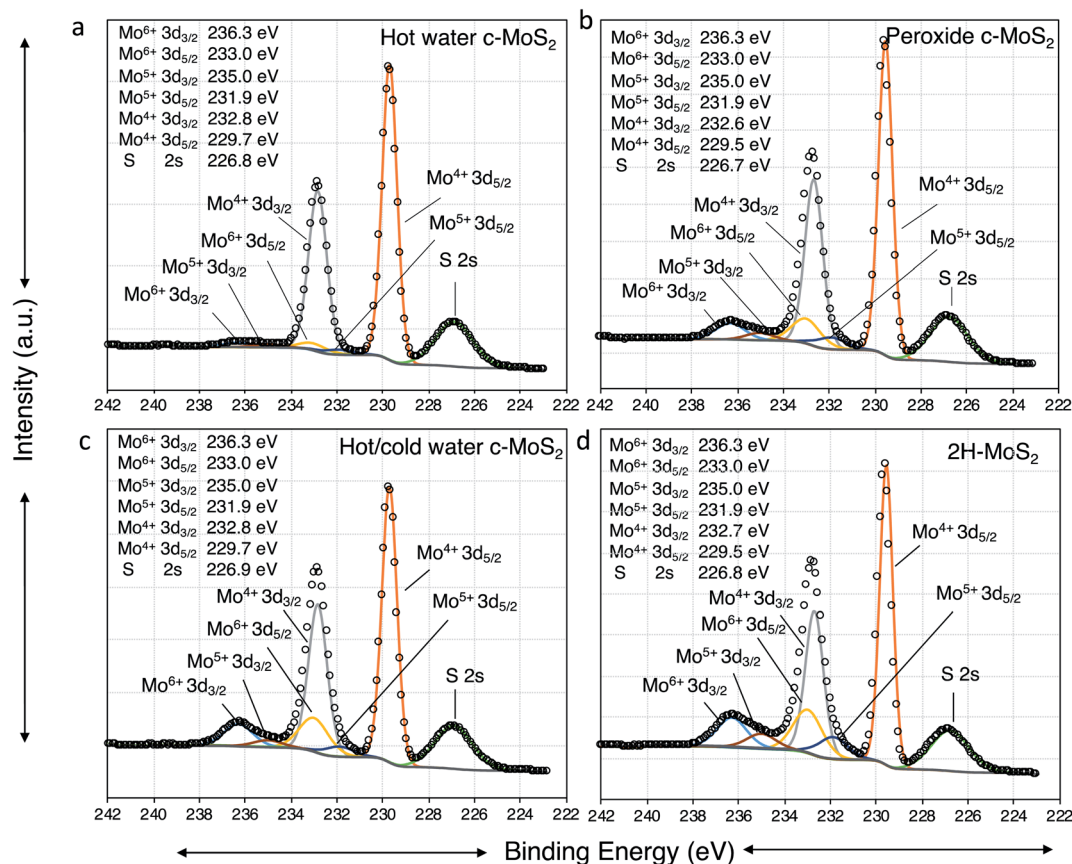 a
Hot water c-MoS₂
Mo⁶⁺ 3d₃/₂ 236.3 eV
Mo⁶⁺ 3d₅/₂ 233.0 eV
Mo⁵⁺ 3d₃/₂ 235.0 eV
Mo⁵⁺ 3d₅/₂ 231.9 eV
Mo⁴⁺ 3d₃/₂ 232.8 eV
Mo⁴⁺ 3d₅/₂ 229.7 eV
S 2s 226.8 eV
Mo⁴⁺ 3d₅/₂
Mo⁴⁺ 3d₃/₂
Mo⁵⁺ 3d₅/₂
Mo⁶⁺ 3d₅/₂
S 2s
Mo⁵⁺ 3d₃/₂
Mo⁶⁺ 3d₃/₂
242 240 238 236 233 232 230 228 226 224 222
b
Peroxide c-MoS₂
Mo⁶⁺ 3d₃/₂ 236.3 eV
Mo⁶⁺ 3d₅/₂ 233.0 eV
Mo⁵⁺ 3d₃/₂ 235.0 eV
Mo⁵⁺ 3d₅/₂ 231.9 eV
Mo⁴⁺ 3d₃/₂ 232.6 eV
Mo⁴⁺ 3d₅/₂ 229.5 eV
S 2s 226.7 eV
Mo⁴⁺ 3d₅/₂
Mo⁴⁺ 3d₃/₂
Mo⁶⁺ 3d₅/₂
Mo⁵⁺ 3d₅/₂
Mo⁵⁺ 3d₃/₂
S 2s
Mo⁶⁺ 3d₃/₂
242 240 238 236 233 232 230 228 226 224 222
c
Hot/cold water c-MoS₂
Mo⁶⁺ 3d₃/₂ 236.3 eV
Mo⁶⁺ 3d₅/₂ 233.0 eV
Mo⁵⁺ 3d₃/₂ 235.0 eV
Mo⁵⁺ 3d₅/₂ 231.9 eV
Mo⁴⁺ 3d₃/₂ 232.8 eV
Mo⁴⁺ 3d₅/₂ 229.7 eV
S 2s 226.9 eV
Mo⁴⁺ 3d₅/₂
Mo⁴⁺ 3d₃/₂
Mo⁵⁺ 3d₅/₂
Mo⁶⁺ 3d₅/₂
Mo⁵⁺ 3d₃/₂
S 2s
Mo⁶⁺ 3d₃/₂
242 240 238 236 234 232 230 228 226 224 222
d
2H-MoS₂
Mo⁶⁺ 3d₃/₂ 236.3 eV
Mo⁶⁺ 3d₅/₂ 233.0 eV
Mo⁵⁺ 3d₃/₂ 235.0 eV
Mo⁵⁺ 3d₅/₂ 231.9 eV
Mo⁴⁺ 3d₃/₂ 232.7 eV
Mo⁴⁺ 3d₅/₂ 229.5 eV
S 2s 226.8 eV
Mo⁴⁺ 3d₅/₂
Mo⁴⁺ 3d₃/₂
Mo⁵⁺ 3d₅/₂
Mo⁶⁺ 3d₅/₂
Mo⁵⁺ 3d₃/₂
S 2s
Mo⁶⁺ 3d₃/₂
242 240 238 236 233 232 230 228 226 224 222
Intensity (a.u.)
Binding Energy (eV)